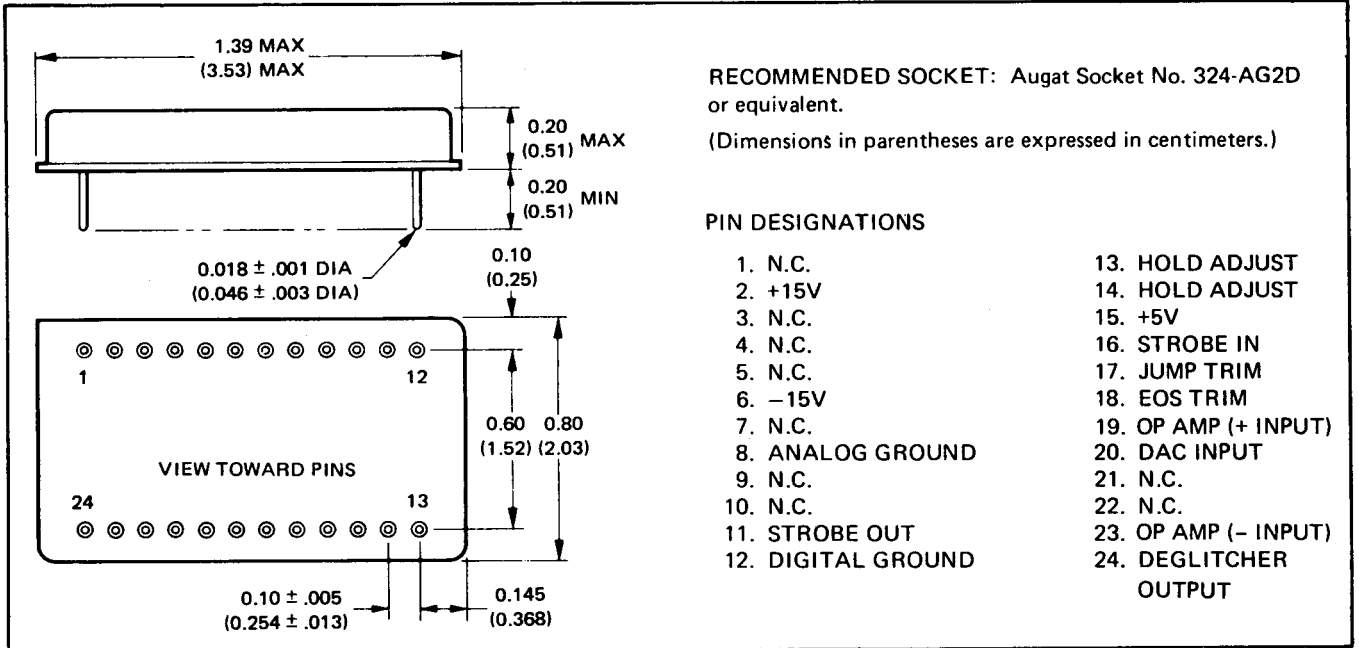 1.39 MAX
(3.53) MAX
0.20
(0.51) MAX
0.20
(0.51) MIN
0.018 ± .001 DIA
(0.046 ± .003 DIA)
0.10
(0.25)
1
12
0.60
(1.52)
0.80
(2.03)
VIEW TOWARD PINS
24
13
0.10 ± .005
(0.254 ± .013)
0.145
(0.368)
RECOMMENDED SOCKET: Augat Socket No. 324-AG2D
or equivalent.
(Dimensions in parentheses are expressed in centimeters.)
PIN DESIGNATIONS
1. N.C.
2. +15V
3. N.C.
4. N.C.
5. N.C.
6. −15V
7. N.C.
8. ANALOG GROUND
9. N.C.
10. N.C.
11. STROBE OUT
12. DIGITAL GROUND
13. HOLD ADJUST
14. HOLD ADJUST
15. +5V
16. STROBE IN
17. JUMP TRIM
18. EOS TRIM
19. OP AMP (+ INPUT)
20. DAC INPUT
21. N.C.
22. N.C.
23. OP AMP (− INPUT)
24. DEGLITCHER
OUTPUT